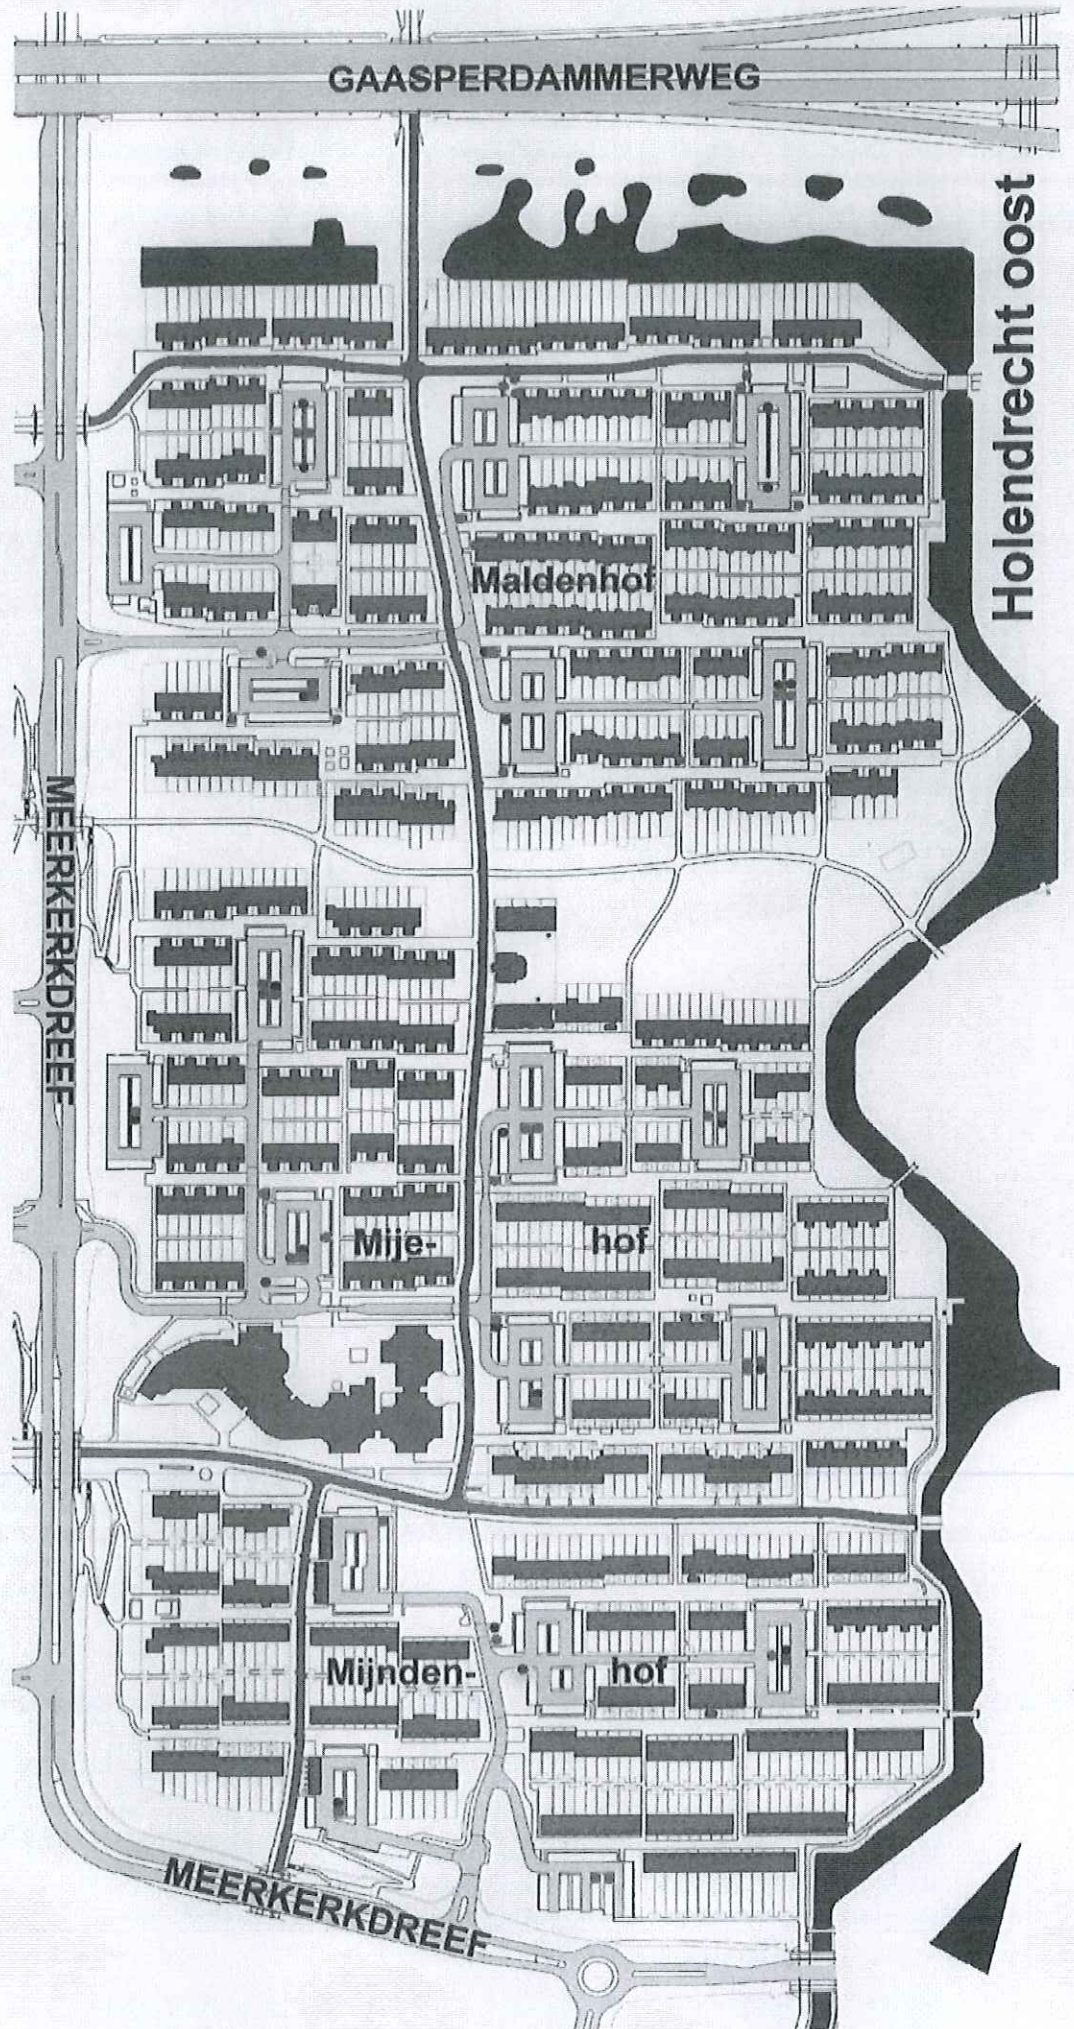 GAASPERDAMMERWEG
Holendrecht oost
Maldenhof
MEERKERKDREEF
Mije-
hof
Mijnden-
hof
MEERKERKDREEF